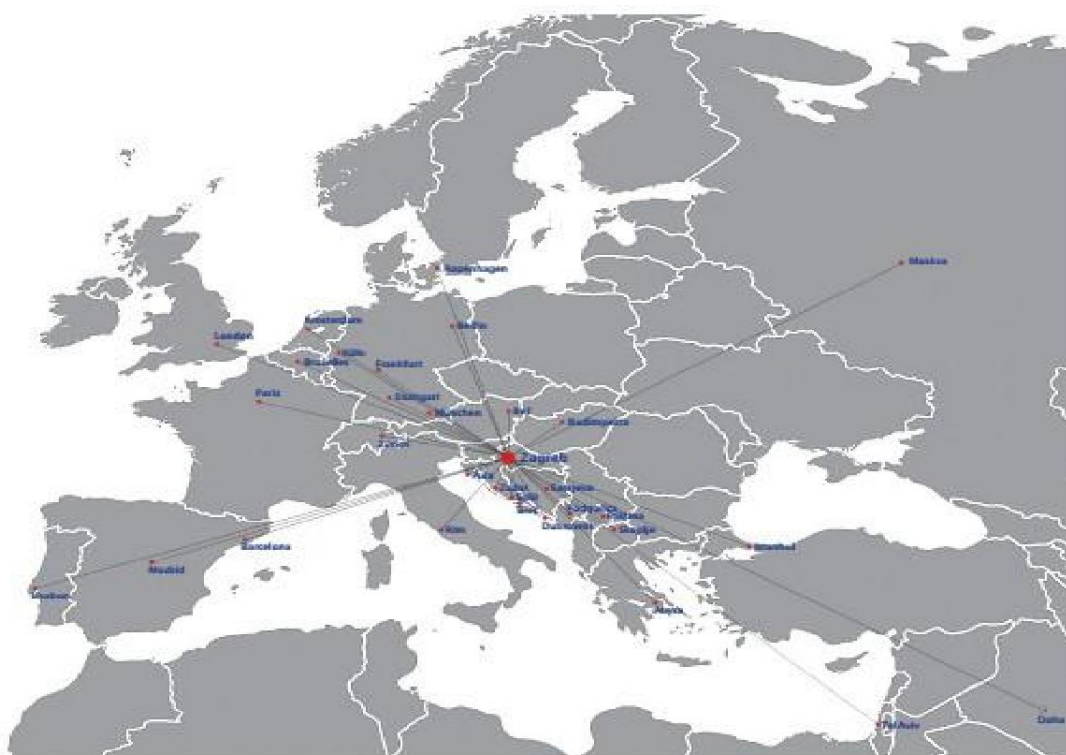 Kopenhagen
Moskva
Amsterdam
Berlin
London
Köln
Bruxelles
Frankfurt
Paris
Stuttgart
München
Beč
Budimpešta
Zürich
Zagreb
Pula
Zadar
Sarajevo
Split
Brač
Podgorica
Priština
Dubrovnik
Skoplje
Rim
Barcelona
Istanbul
Madrid
Lisabon
Atena
Tel Aviv
Doha